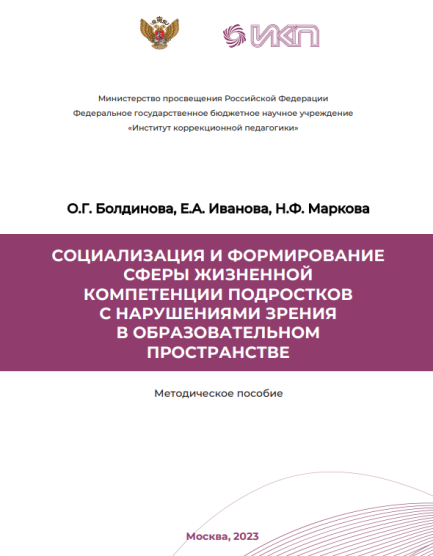 ИКП
Министерство просвещения Российской Федерации
Федеральное государственное бюджетное научное учреждение
«Институт коррекционной педагогики»
О.Г. Болдинова, Е.А. Иванова, Н.Ф. Маркова
СОЦИАЛИЗАЦИЯ И ФОРМИРОВАНИЕ
СФЕРЫ ЖИЗНЕННОЙ
КОМПЕТЕНЦИИ ПОДРОСТКОВ
С НАРУШЕНИЯМИ ЗРЕНИЯ
В ОБРАЗОВАТЕЛЬНОМ
ПРОСТРАНСТВЕ
Методическое пособие
Москва, 2023